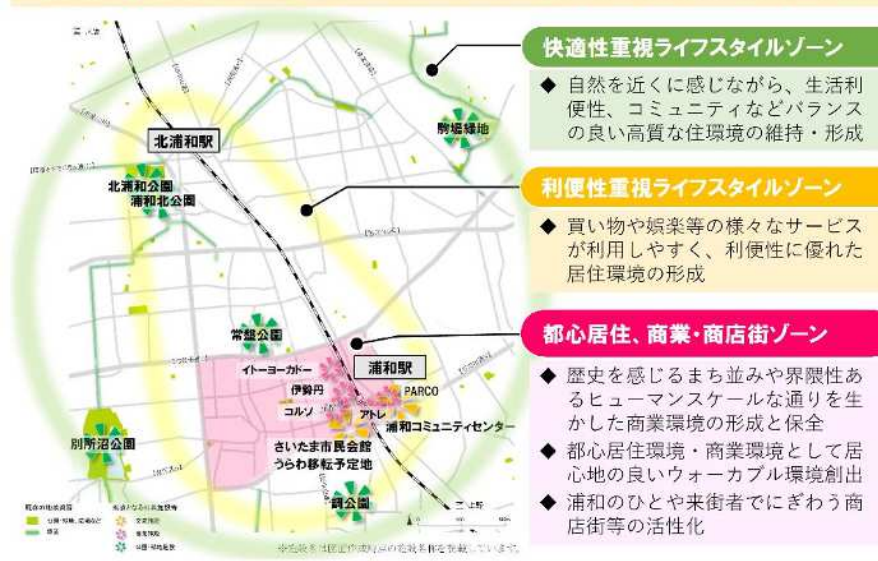 北浦和駅
駒場緑地
北浦和公園
浦和北公園
常盤公園
イトーヨーカドー
浦和駅
伊勢丹
PARCO
コルソ
アトレ
浦和コミュニティセンター
別所沼公園
さいたま市民会館
うらわ移転予定地
調公園
上野
快適性重視ライフスタイルゾーン
◆ 自然を近くに感じながら、生活利
便性、コミュニティなどバランス
の良い高質な住環境の維持・形成
利便性重視ライフスタイルゾーン
◆ 買い物や娯楽等の様々なサービス
が利用しやすく、利便性に優れた
居住環境の形成
都心居住、商業・商店街ゾーン
◆ 歴史を感じるまち並みや界隈性あ
るヒューマンスケールな通りを生
かした商業環境の形成と保全
◆ 都心居住環境・商業環境として居
心地の良いウォーカブル環境創出
◆ 浦和のひとや来街者でにぎわう商
店街等の活性化